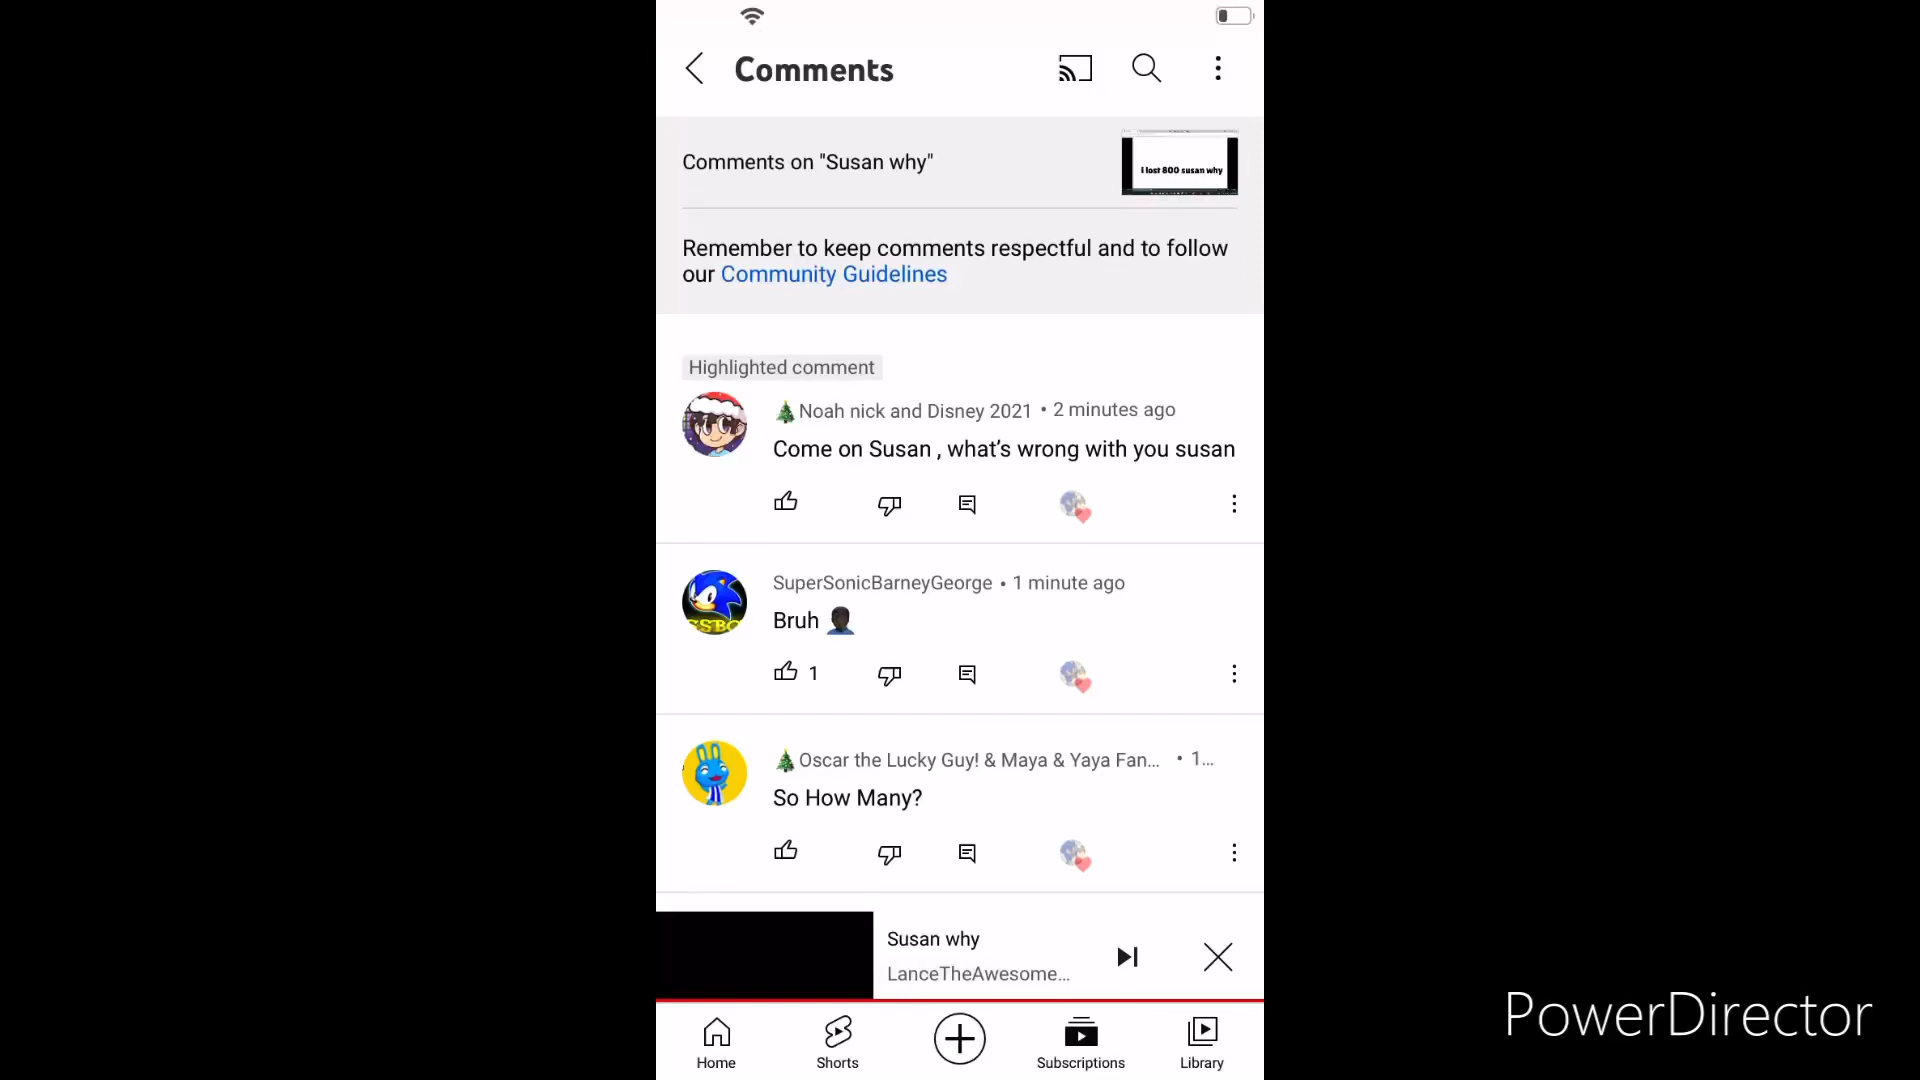 Comments
Comments on "Susan why"
I lost 800 susan why
Remember to keep comments respectful and to follow
our Community Guidelines
Highlighted comment
🎄Noah nick and Disney 2021 • 2 minutes ago
Come on Susan , what's wrong with you susan
SuperSonicBarneyGeorge • 1 minute ago
Bruh 🤦🏿
1
🎄Oscar the Lucky Guy! & Maya & Yaya Fan... • 1...
So How Many?
Susan why
LanceTheAwesome...
Home
Shorts
Subscriptions
Library
PowerDirector